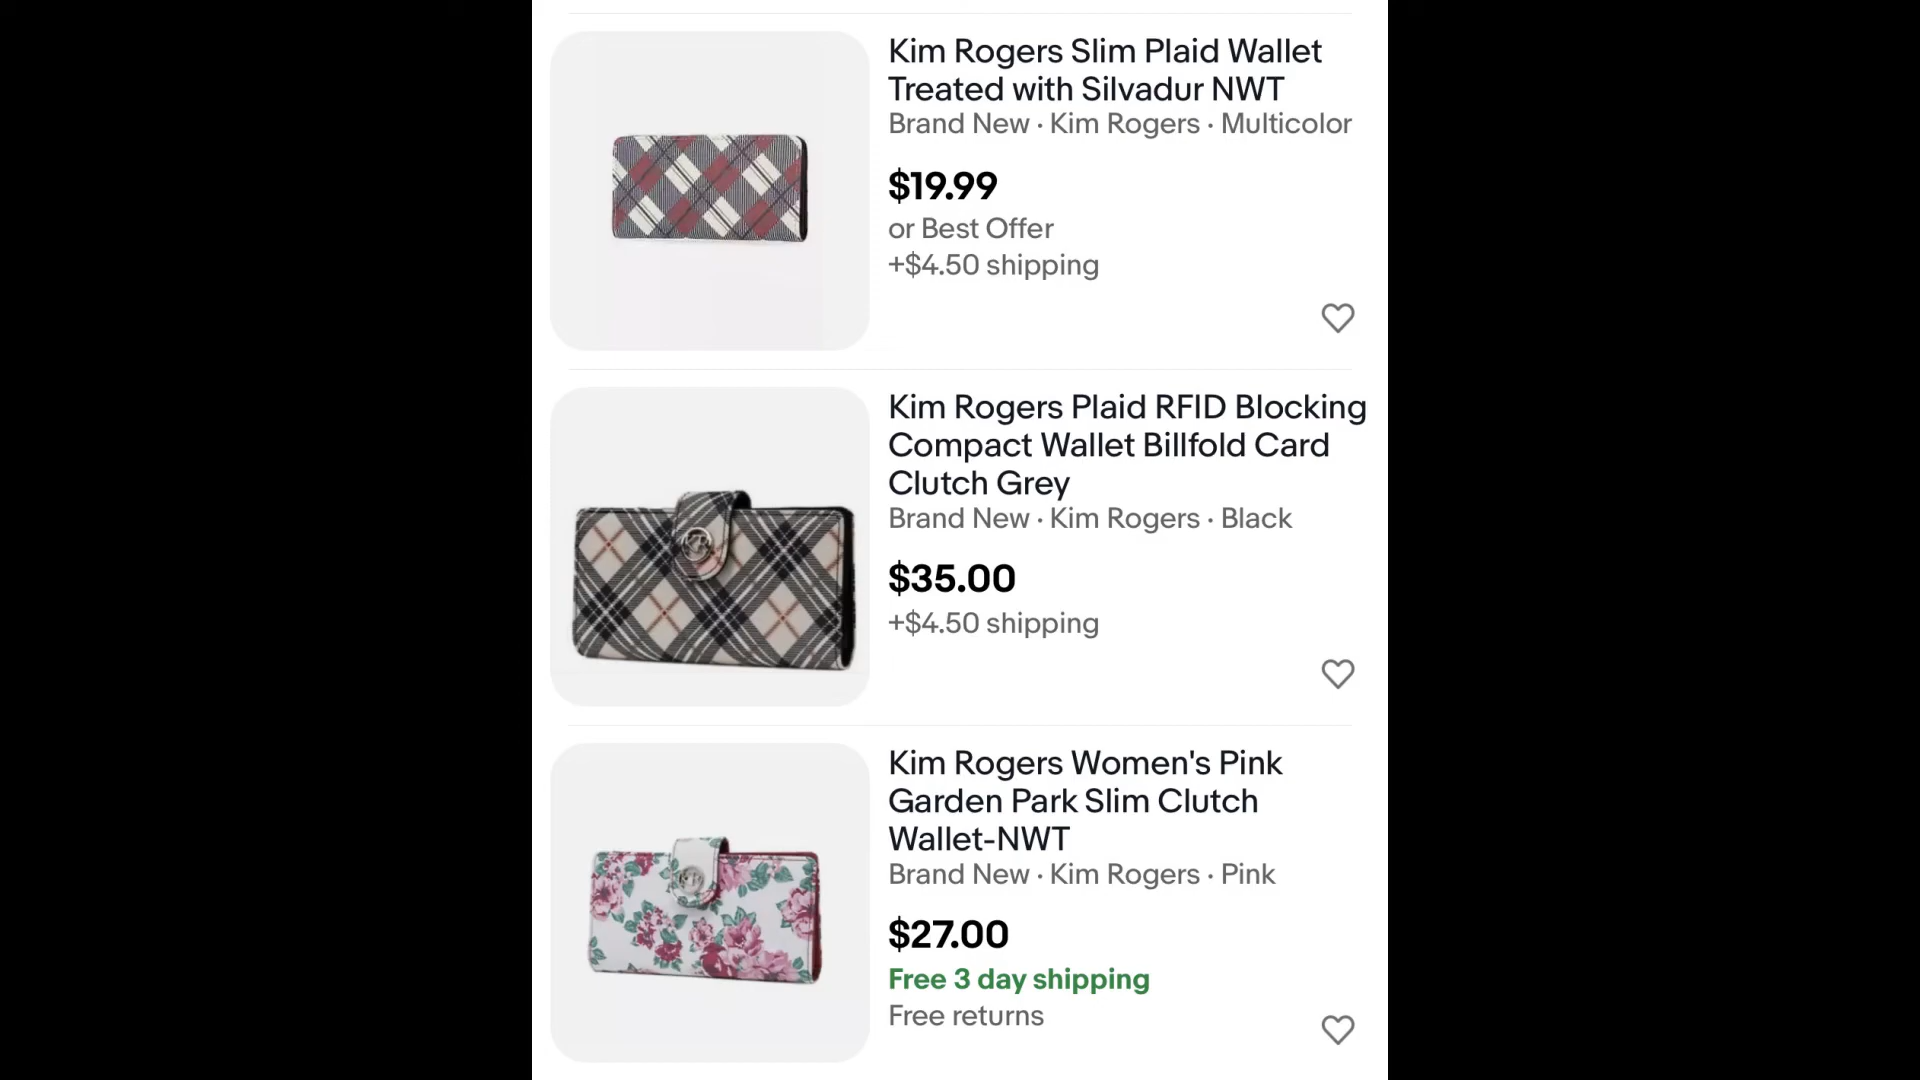 Kim Rogers Slim Plaid Wallet
Treated with Silvadur NWT
Brand New · Kim Rogers · Multicolor
$19.99
or Best Offer
+$4.50 shipping
Kim Rogers Plaid RFID Blocking
Compact Wallet Billfold Card
Clutch Grey
Brand New · Kim Rogers · Black
$35.00
+$4.50 shipping
Kim Rogers Women's Pink
Garden Park Slim Clutch
Wallet-NWT
Brand New · Kim Rogers · Pink
$27.00
Free 3 day shipping
Free returns